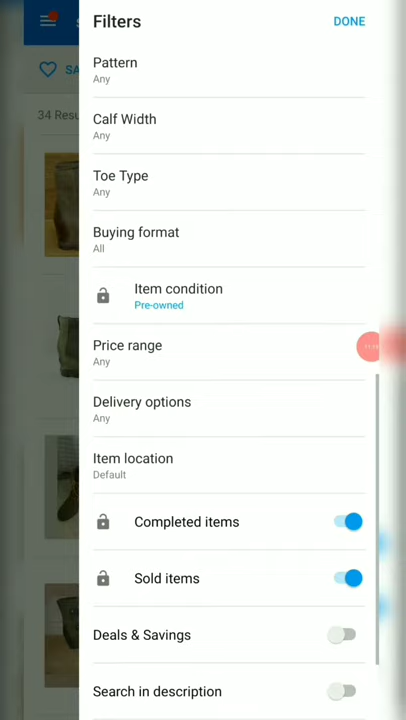 Filters
DONE
SA
34 Resu
Pattern
Any
Calf Width
Any
Toe Type
Any
Buying format
All
Item condition
Pre-owned
Price range
Any
Delivery options
Any
Item location
Default
Completed items
Sold items
Deals & Savings
Search in description